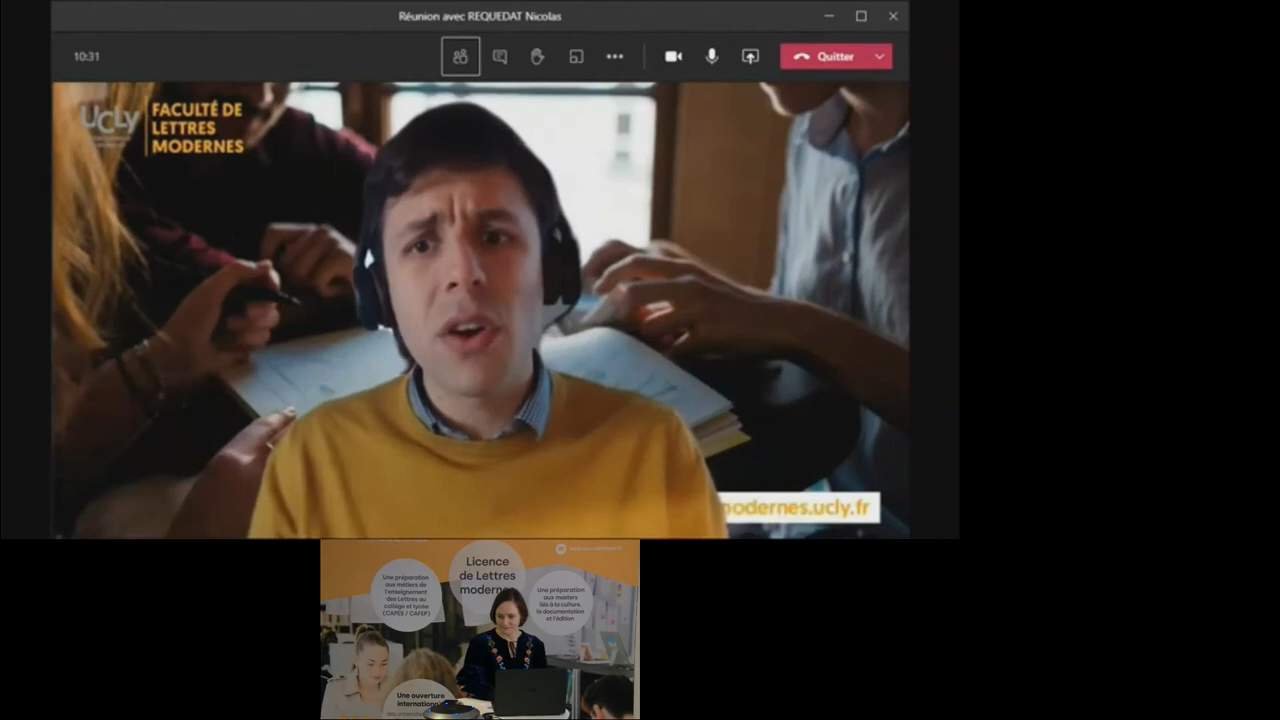 Réunion avec REQUEDAT Nicolas
10:31
Quitter
UCLy
FACULTÉ DE
LETTRES
MODERNES
modernes.ucly.fr
Licence
de Lettres
modernes
Une préparation
aux métiers de
l'enseignement
des Lettres au
collège et lycée
(CAPES / CAFEP)
Une préparation
aux masters
liés à la culture,
la documentation
et l'édition
Une ouverture
internationa